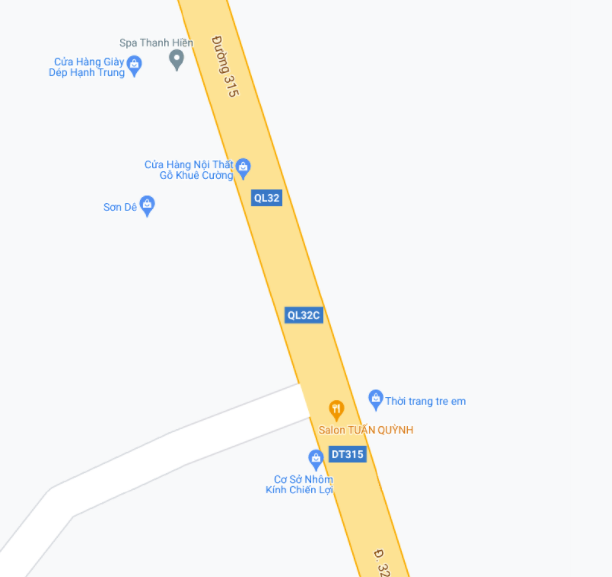 Đường 315
Spa Thanh Hiền
Cửa Hàng Giày
Dép Hạnh Trung
Cửa Hàng Nội Thất
Gỗ Khuê Cường
QL32
Sơn Dê
QL32C
Thời trang tre em
Salon TUẤN QUỲNH
DT315
Cơ Sở Nhôm
Kính Chiến Lợi
Đ. 32